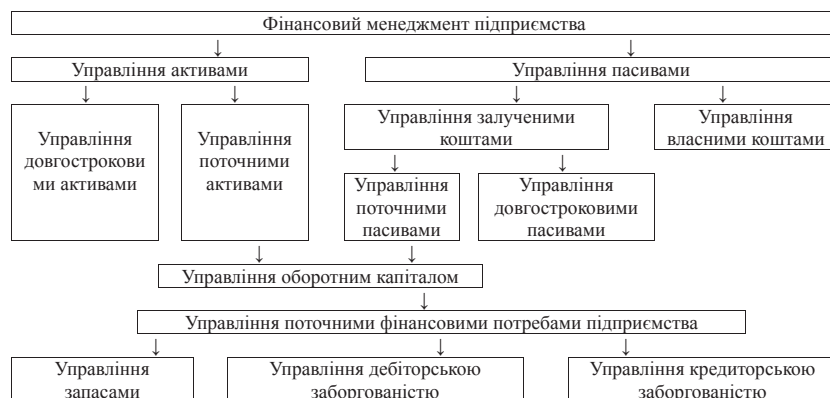 Фінансовий менеджмент підприємства
↓ ↓
Управління активами
Управління пасивами
↓ ↓ ↓ ↓
Управління
довгострокови
ми активами
Управління
поточними
активами
Управління залученими
коштами
Управління
власними коштами
↓ ↓
Управління
поточними
пасивами
Управління
довгостроковими
пасивами
↓ ↓
Управління оборотним капіталом
↓
Управління поточними фінансовими потребами підприємства
↓ ↓ ↓
Управління
запасами
Управління дебіторською
заборгованістю
Управління кредиторською
заборгованістю